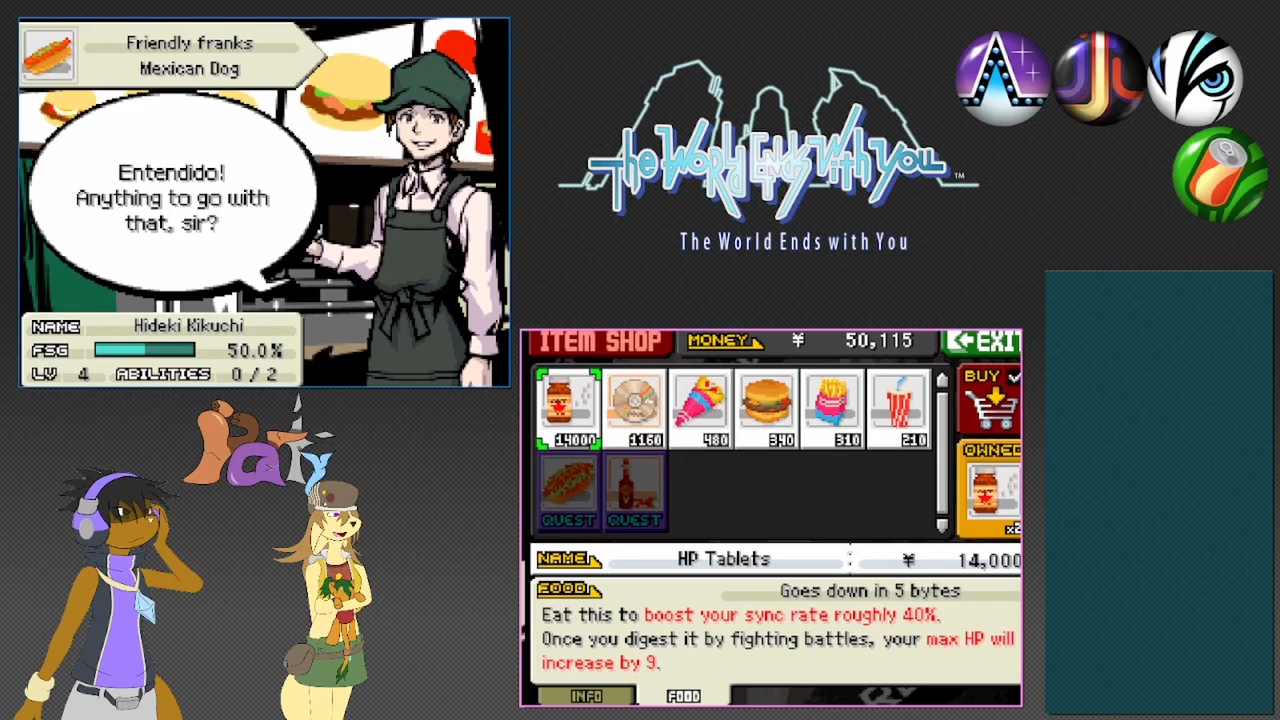 Friendly franks
Mexican Dog
Entendido!
Anything to go with
that, sir?
NAME Hideki Kikuchi
FSG 50.0%
LV 4 ABILITIES 0 / 2
The World Ends With You™
The World Ends with You
ITEM SHOP MONEY ¥ 50,115 EXIT
14000 1160 480 340 310 210
BUY
OWNED
QUEST QUEST
NAME HP Tablets : ¥ 14,000
FOOD Goes down in 5 bytes
Eat this to boost your sync rate roughly 40%.
Once you digest it by fighting battles, your max HP will
increase by 9.
INFO FOOD